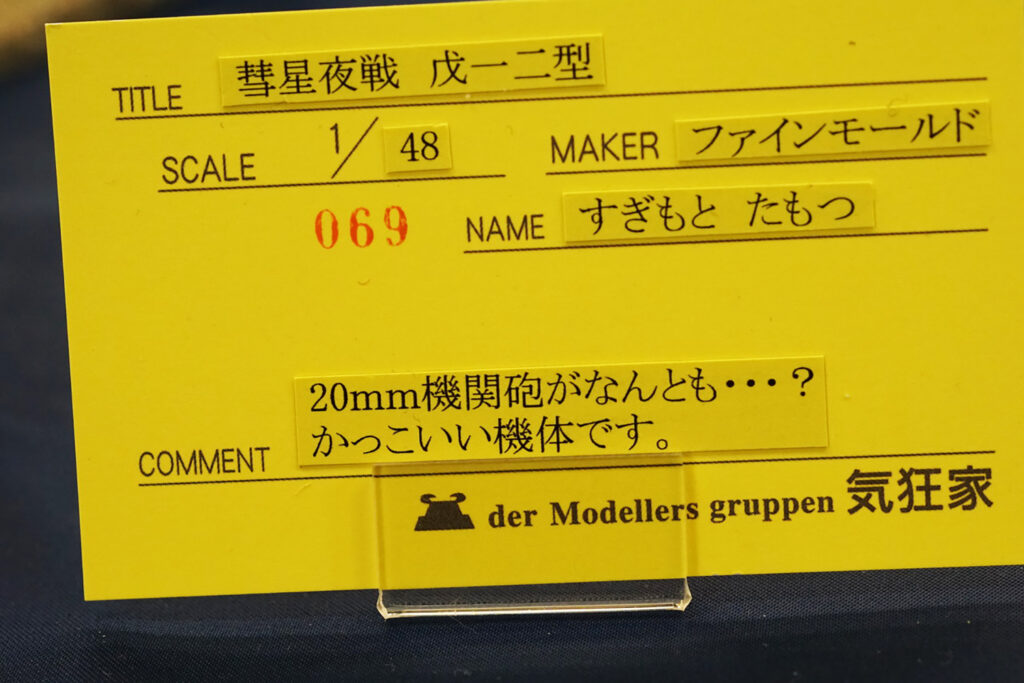 TITLE 彗星夜戦 戊一二型
SCALE 1/48 MAKER ファインモールド
069 NAME すぎもと たもつ
20mm機関砲がなんとも・・・？
COMMENT かっこいい機体です。
der Modellers gruppen 気狂家